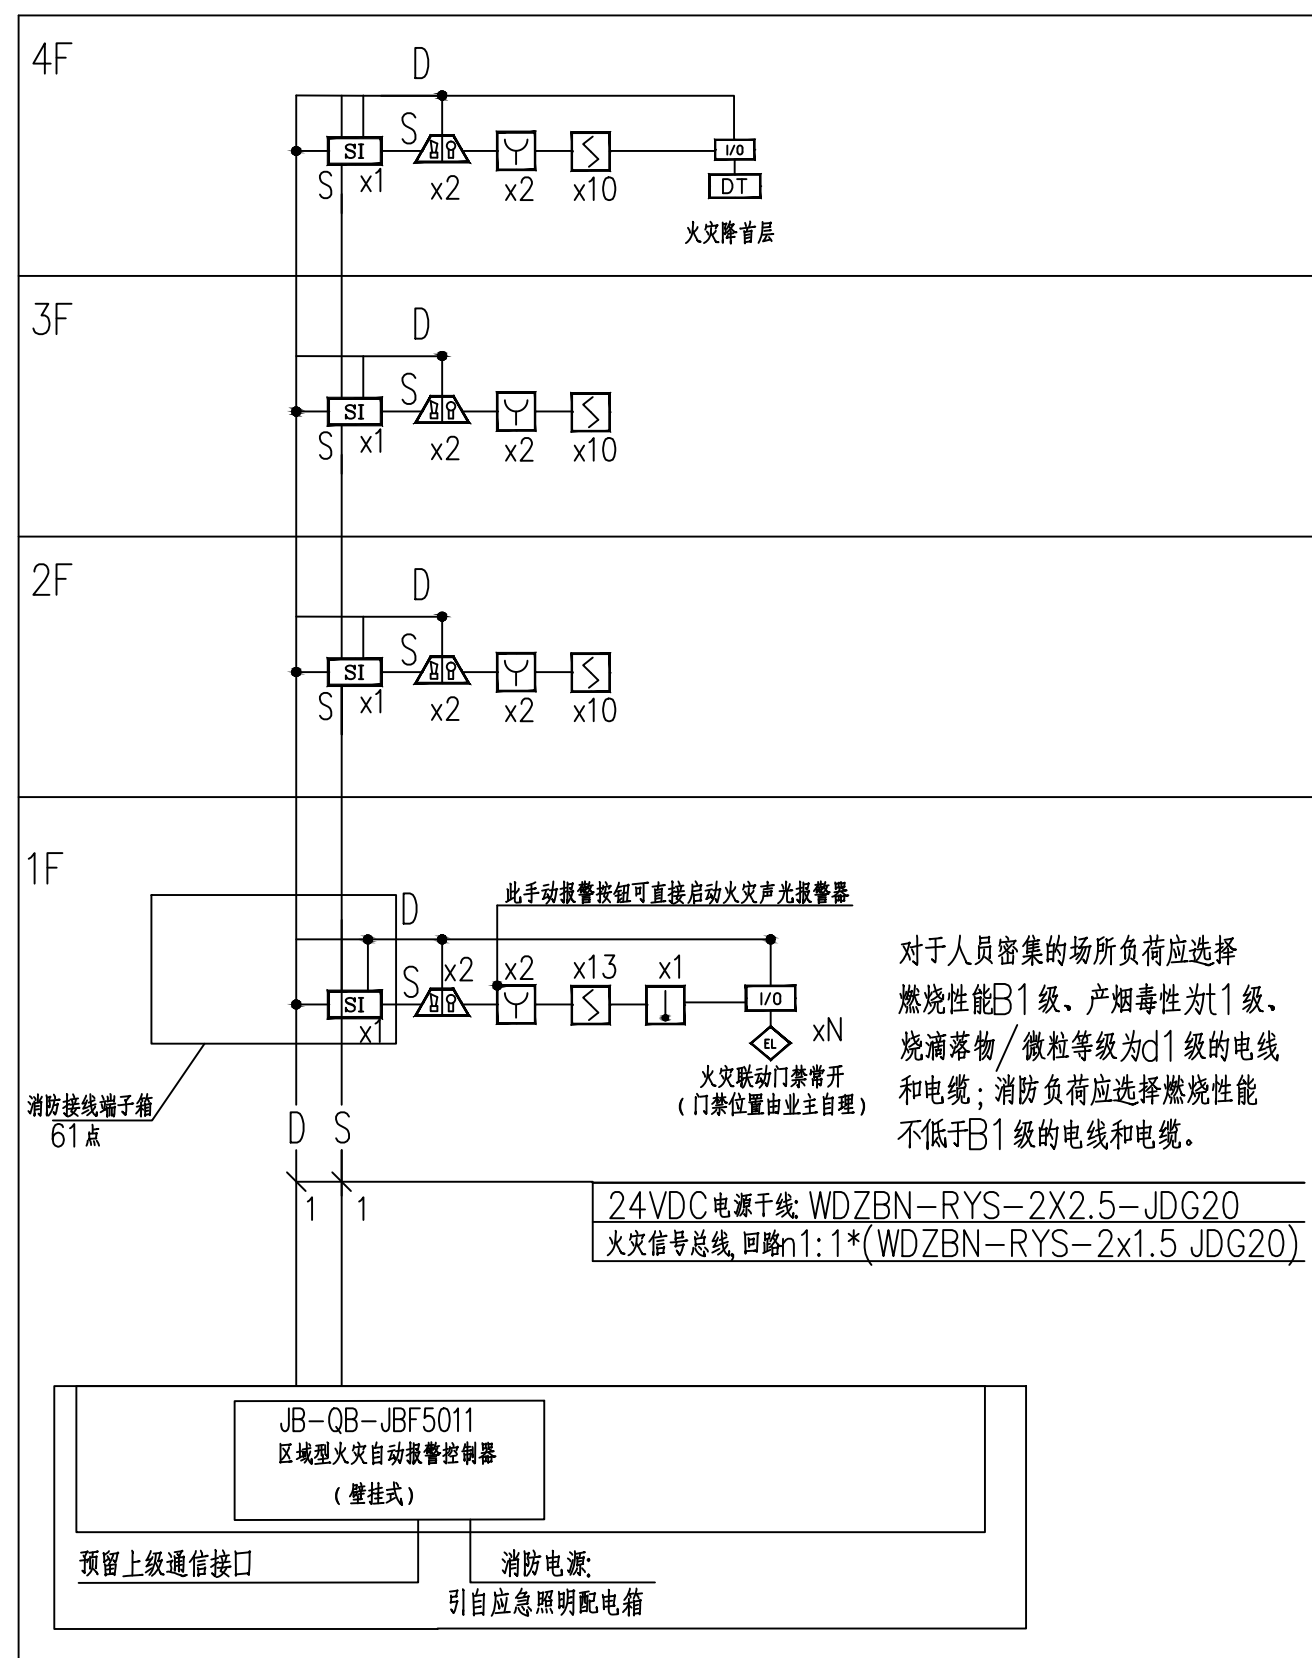 4F
D
S
SI
I/O
S
x1
x2
x2
x10
DT
火灾降首层
3F
D
S
SI
S
x1
x2
x2
x10
2F
D
S
SI
S
x1
x2
x2
x10
1F
此手动报警按钮可直接启动火灾声光报警器
D
S
x2
x2
x13
x1
SI
I/O
x1
EL
xN
火灾联动门禁常开
（门禁位置由业主自理）
对于人员密集的场所负荷应选择
燃烧性能B1级、产烟毒性为t1级、
烧滴落物/微粒等级为d1级的电线
和电缆；消防负荷应选择燃烧性能
不低于B1级的电线和电缆。
消防接线端子箱
61点
D
S
1
1
24VDC电源干线: WDZBN-RYS-2X2.5-JDG20
火灾信号总线,回路n1:1*(WDZBN-RYS-2x1.5 JDG20)
JB-QB-JBF5011
区域型火灾自动报警控制器
（壁挂式）
预留上级通信接口
消防电源:
引自应急照明配电箱